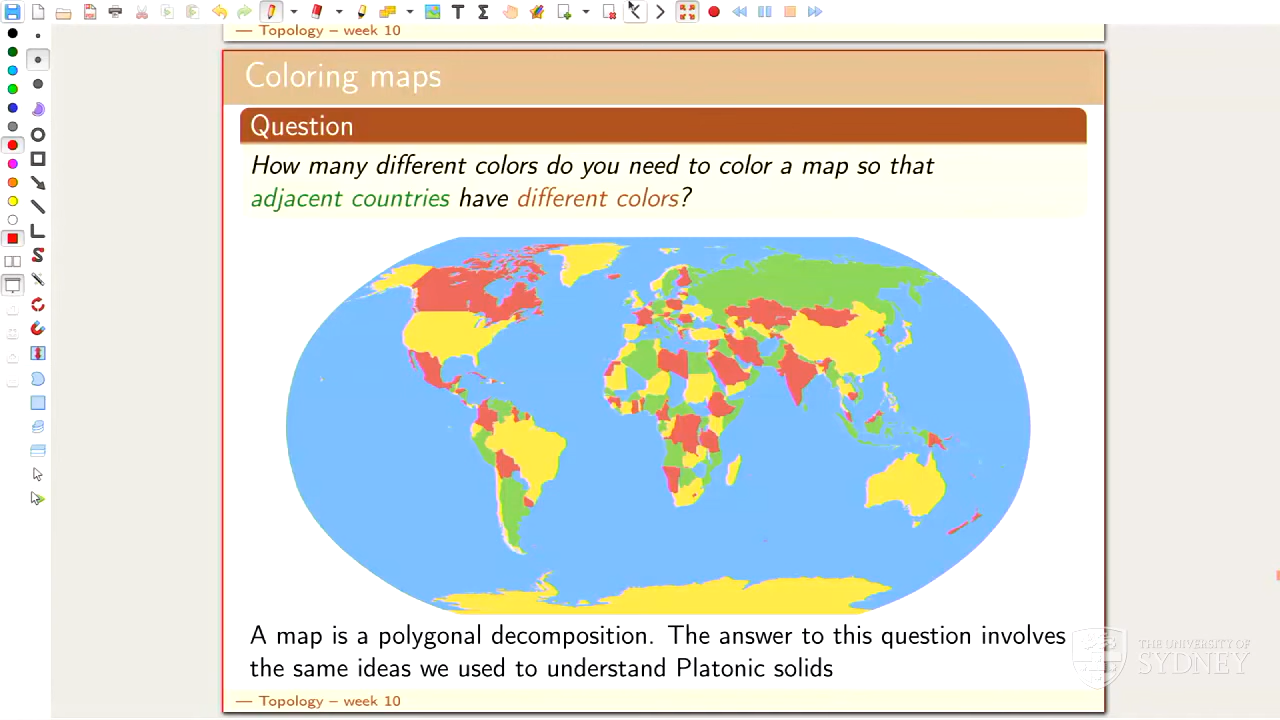 — Topology – week 10
Coloring maps
Question
How many different colors do you need to color a map so that
adjacent countries have different colors?
A map is a polygonal decomposition. The answer to this question involves
the same ideas we used to understand Platonic solids
THE UNIVERSITY OF
SYDNEY
— Topology – week 10